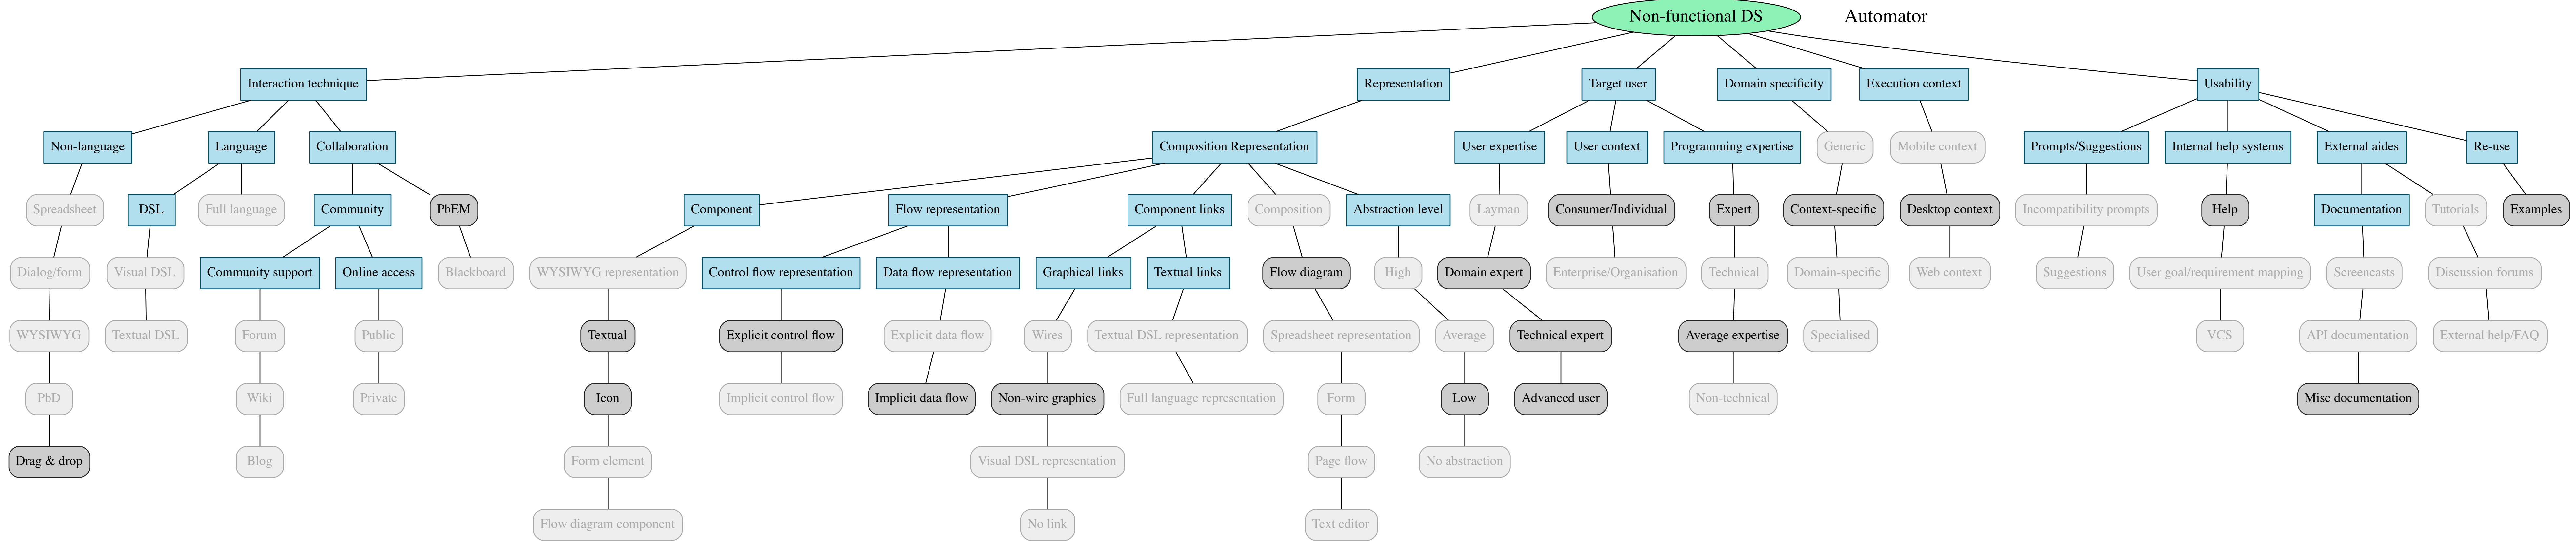 Non-functional DS
Automator
Interaction technique
Representation
Target user
Domain specificity
Execution context
Usability
Non-language
Language
Collaboration
Composition Representation
User expertise
User context
Programming expertise
Generic
Mobile context
Prompts/Suggestions
Internal help systems
External aides
Re-use
Spreadsheet
DSL
Full language
Community
PbEM
Component
Flow representation
Component links
Composition
Abstraction level
Layman
Consumer/Individual
Expert
Context-specific
Desktop context
Incompatibility prompts
Help
Documentation
Tutorials
Examples
Dialog/form
Visual DSL
Community support
Online access
Blackboard
WYSIWYG representation
Control flow representation
Data flow representation
Graphical links
Textual links
Flow diagram
High
Domain expert
Enterprise/Organisation
Technical
Domain-specific
Web context
Suggestions
User goal/requirement mapping
Screencasts
Discussion forums
WYSIWYG
Textual DSL
Forum
Public
Textual
Explicit control flow
Explicit data flow
Wires
Textual DSL representation
Spreadsheet representation
Average
Technical expert
Average expertise
Specialised
VCS
API documentation
External help/FAQ
PbD
Wiki
Private
Icon
Implicit control flow
Implicit data flow
Non-wire graphics
Full language representation
Form
Low
Advanced user
Non-technical
Misc documentation
Drag & drop
Blog
Form element
Visual DSL representation
Page flow
No abstraction
Flow diagram component
No link
Text editor